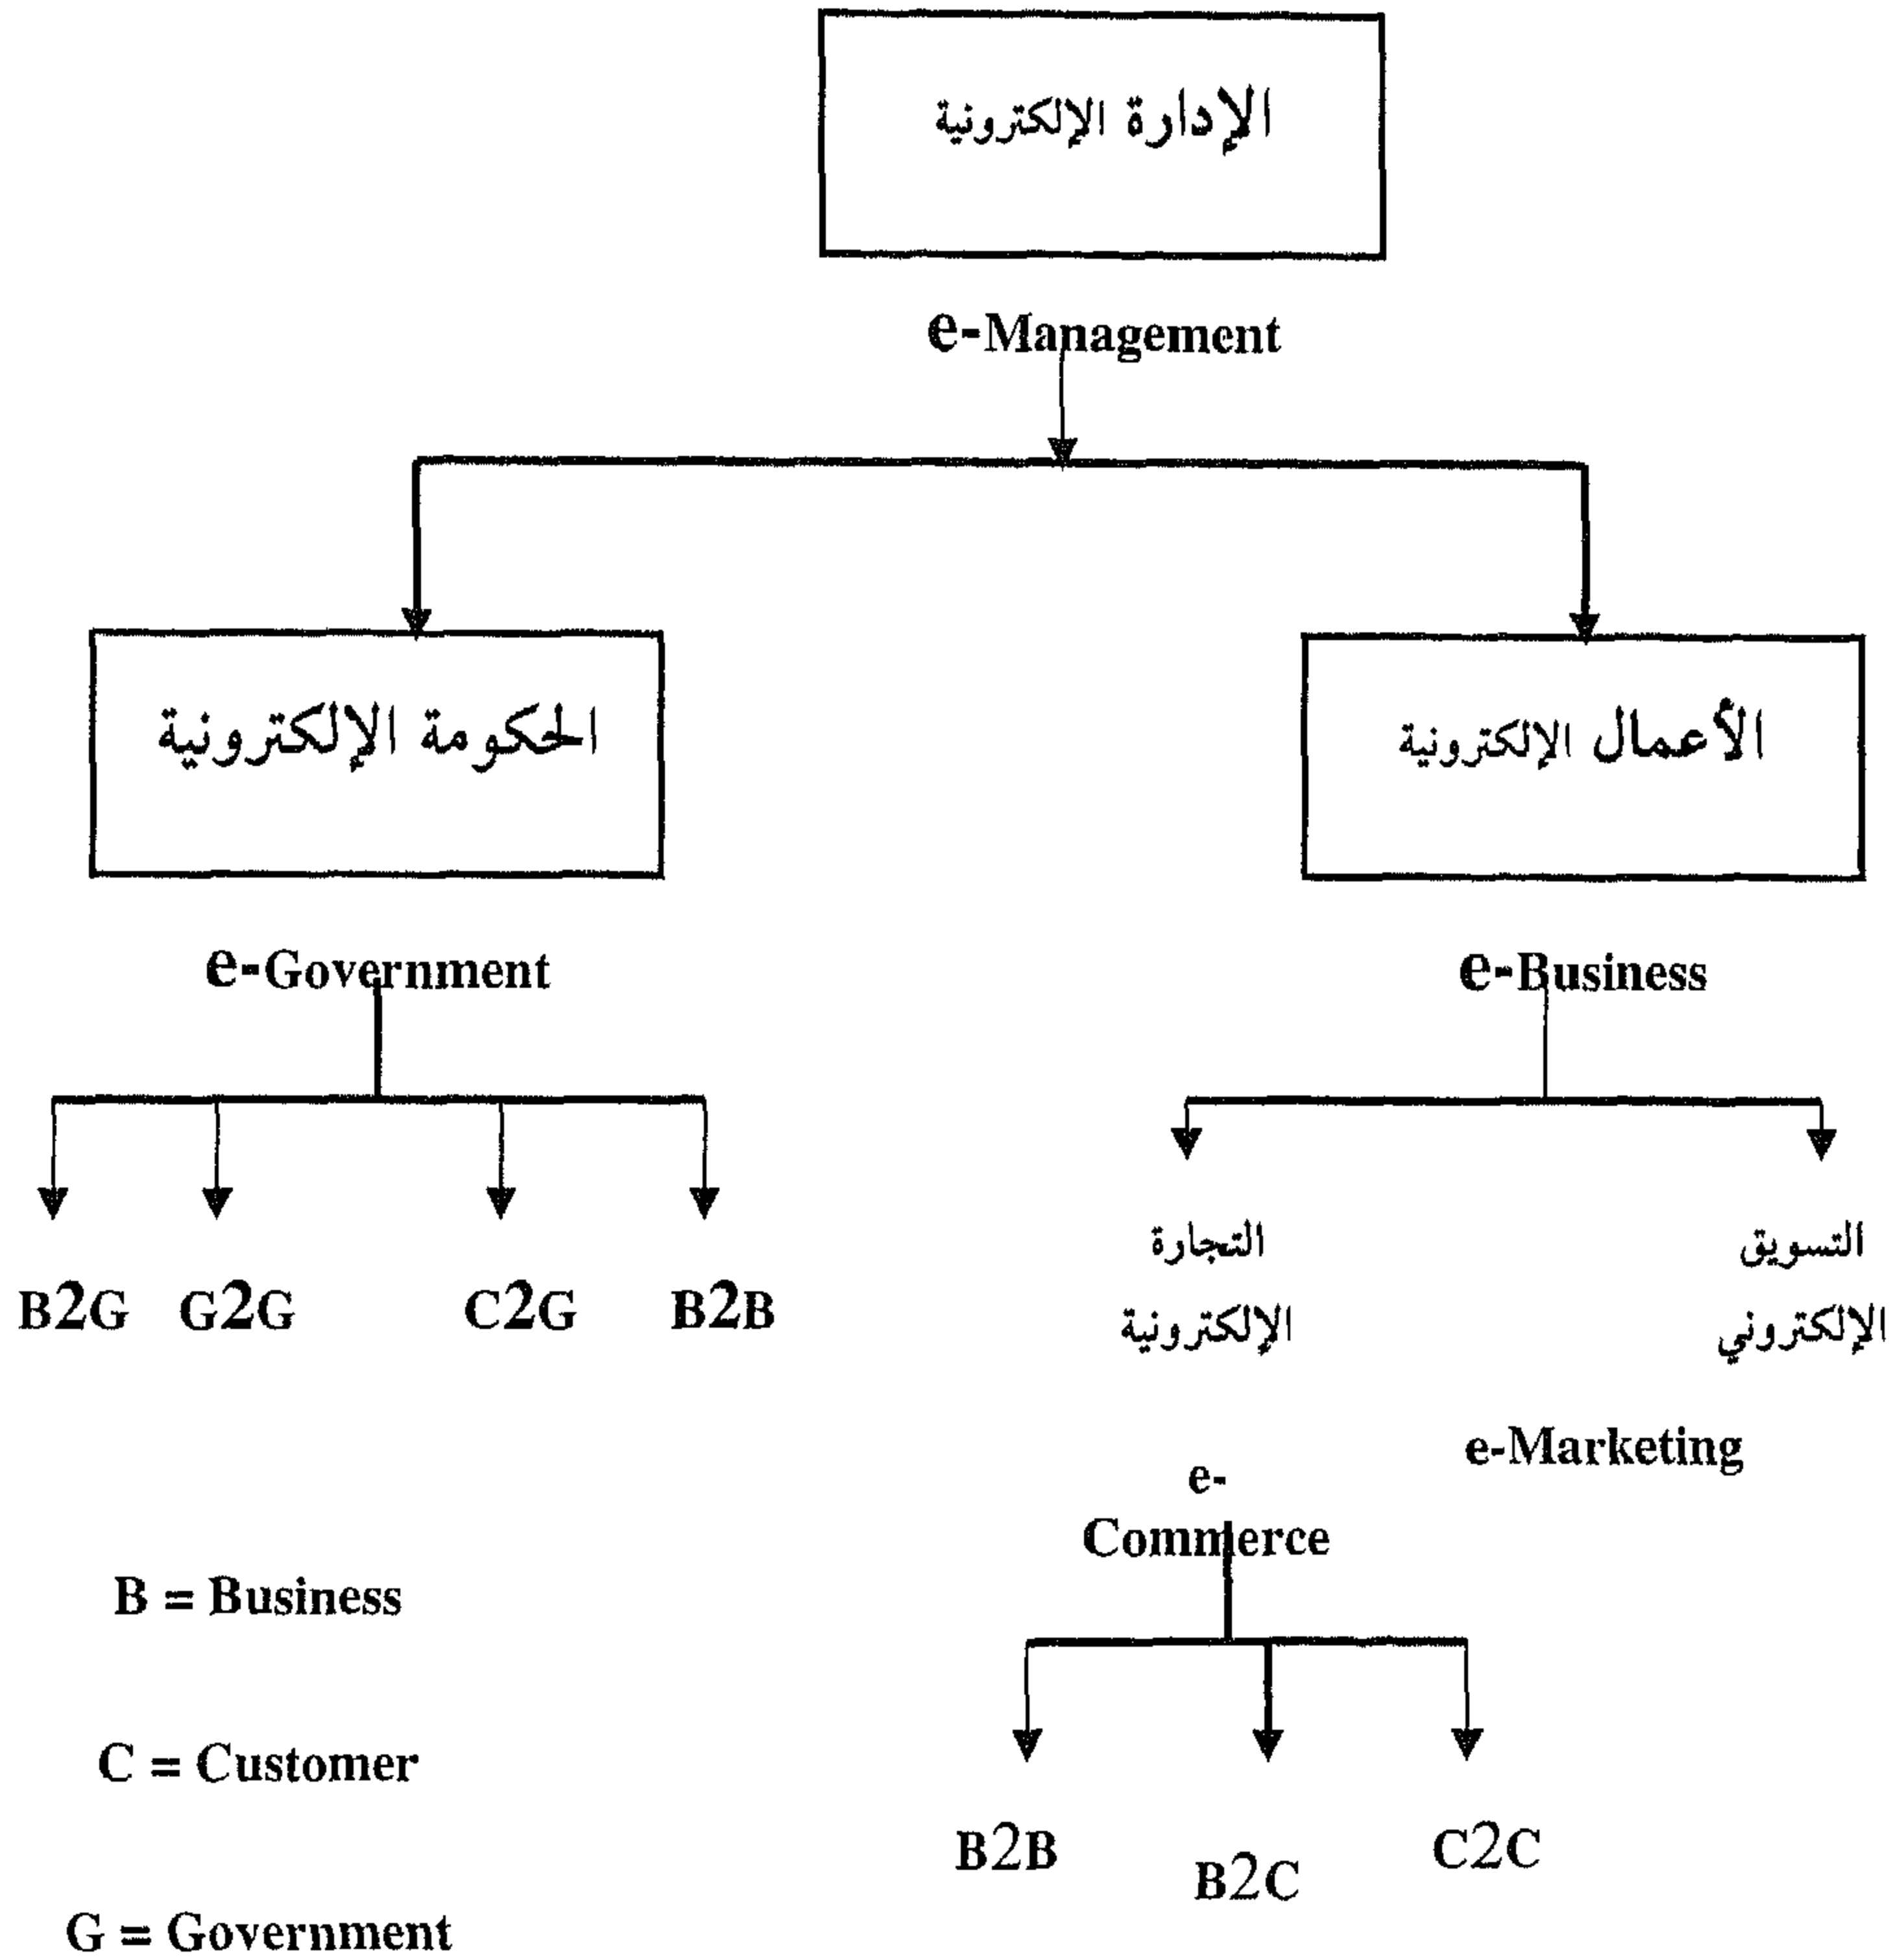 الإدارة الإلكترونية
e-Management
الحكومة الإلكترونية
الأعمال الإلكترونية
e-Government
e-Business
B2G G2G C2G B2B
التجارة
الإلكترونية
التسويق
الإلكتروني
e-Marketing
e-
Commerce
B2B
B2C
C2C
B = Business
C = Customer
G = Government